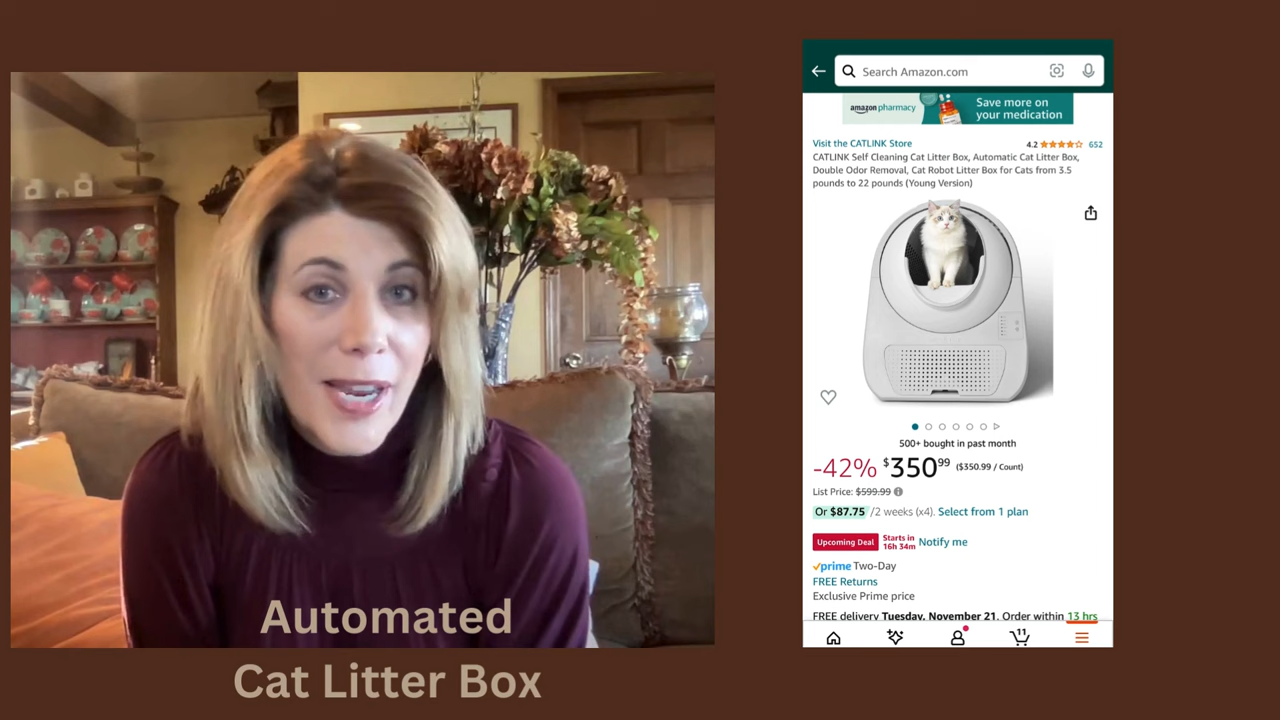 Automated
Cat Litter Box
Search Amazon.com
amazon pharmacy
Save more on
your medication
Visit the CATLINK Store
4.2
652
CATLINK Self Cleaning Cat Litter Box, Automatic Cat Litter Box,
Double Odor Removal, Cat Robot Litter Box for Cats from 3.5
pounds to 22 pounds (Young Version)
500+ bought in past month
-42% $350.99 ($350.99 / Count)
List Price: $599.99
Or $87.75 /2 weeks (x4). Select from 1 plan
Upcoming Deal Starts in 16h 34m Notify me
prime Two-Day
FREE Returns
Exclusive Prime price
FREE delivery Tuesday, November 21. Order within 13 hrs
11